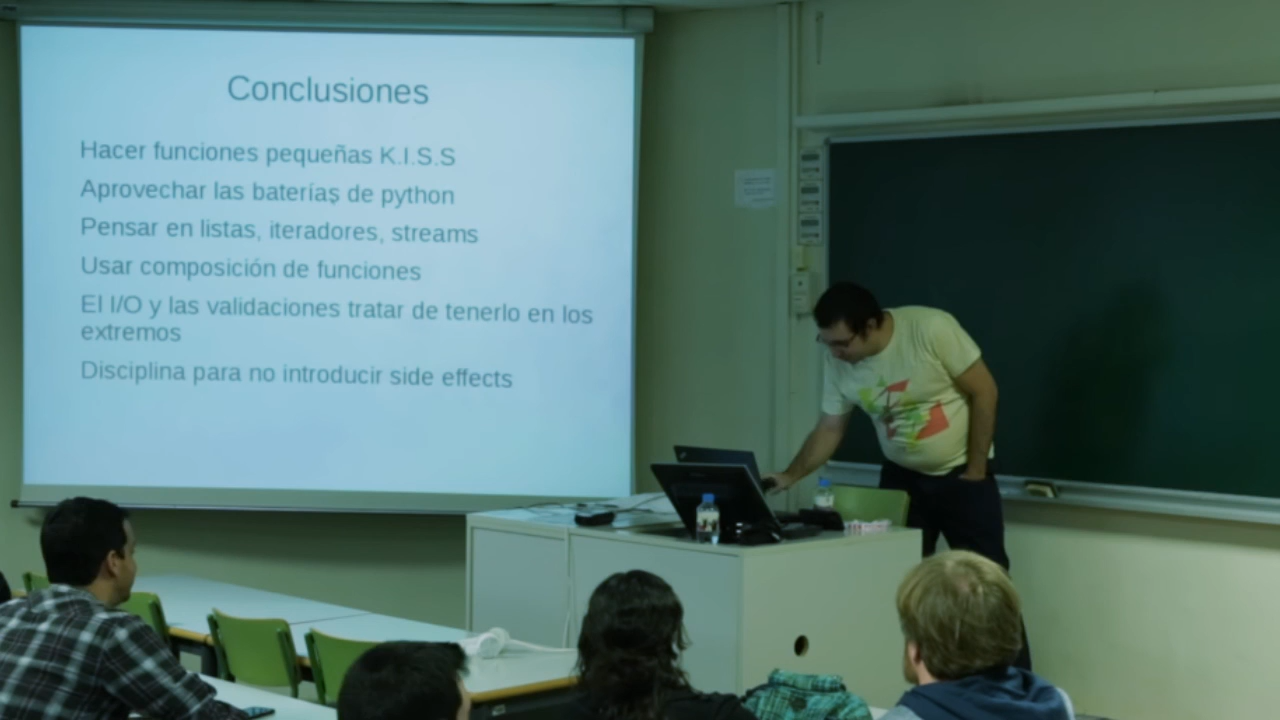 Conclusiones
Hacer funciones pequeñas K.I.S.S
Aprovechar las baterías de python
Pensar en listas, iteradores, streams
Usar composición de funciones
El I/O y las validaciones tratar de tenerlo en los
extremos
Disciplina para no introducir side effects